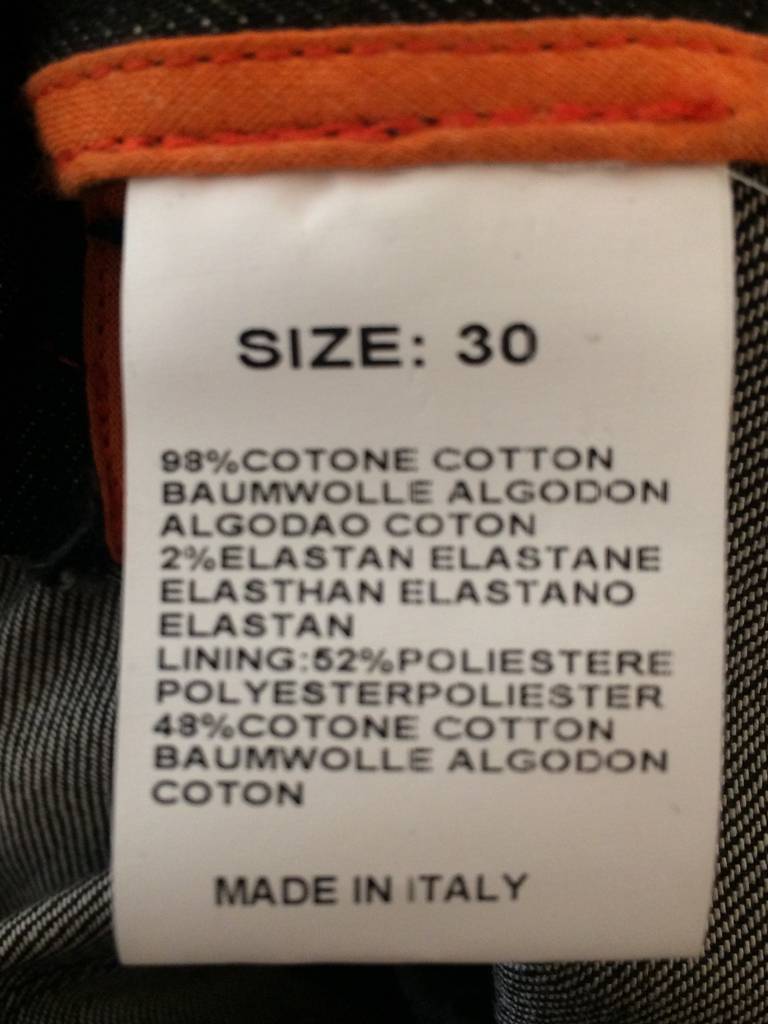 SIZE: 30
98%COTONE COTTON
BAUMWOLLE ALGODON
ALGODAO COTON
2%ELASTAN ELASTANE
ELASTHAN ELASTANO
ELASTAN
LINING:52%POLIESTERE
POLYESTERPOLIESTER
48%COTONE COTTON
BAUMWOLLE ALGODON
COTON
MADE IN ITALY